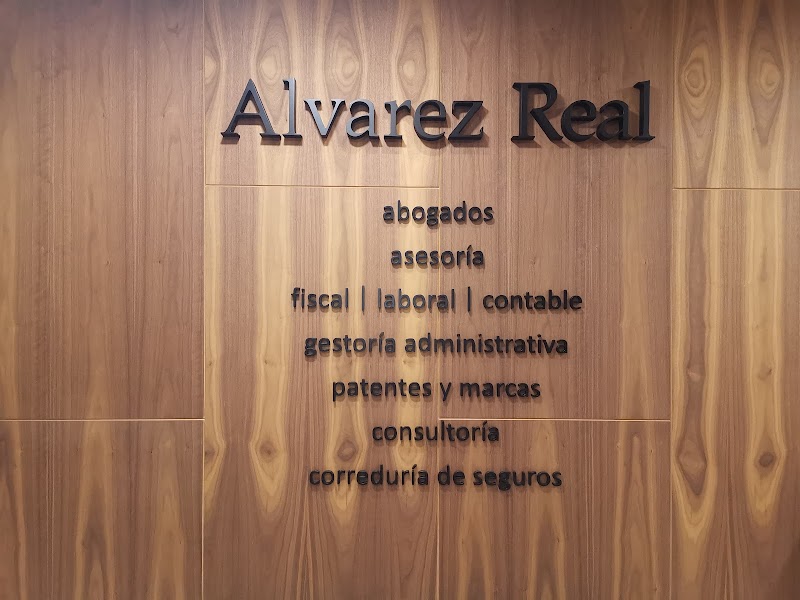 Alvarez Real
abogados
asesoría
fiscal | laboral | contable
gestoría administrativa
patentes y marcas
consultoría
correduría de seguros